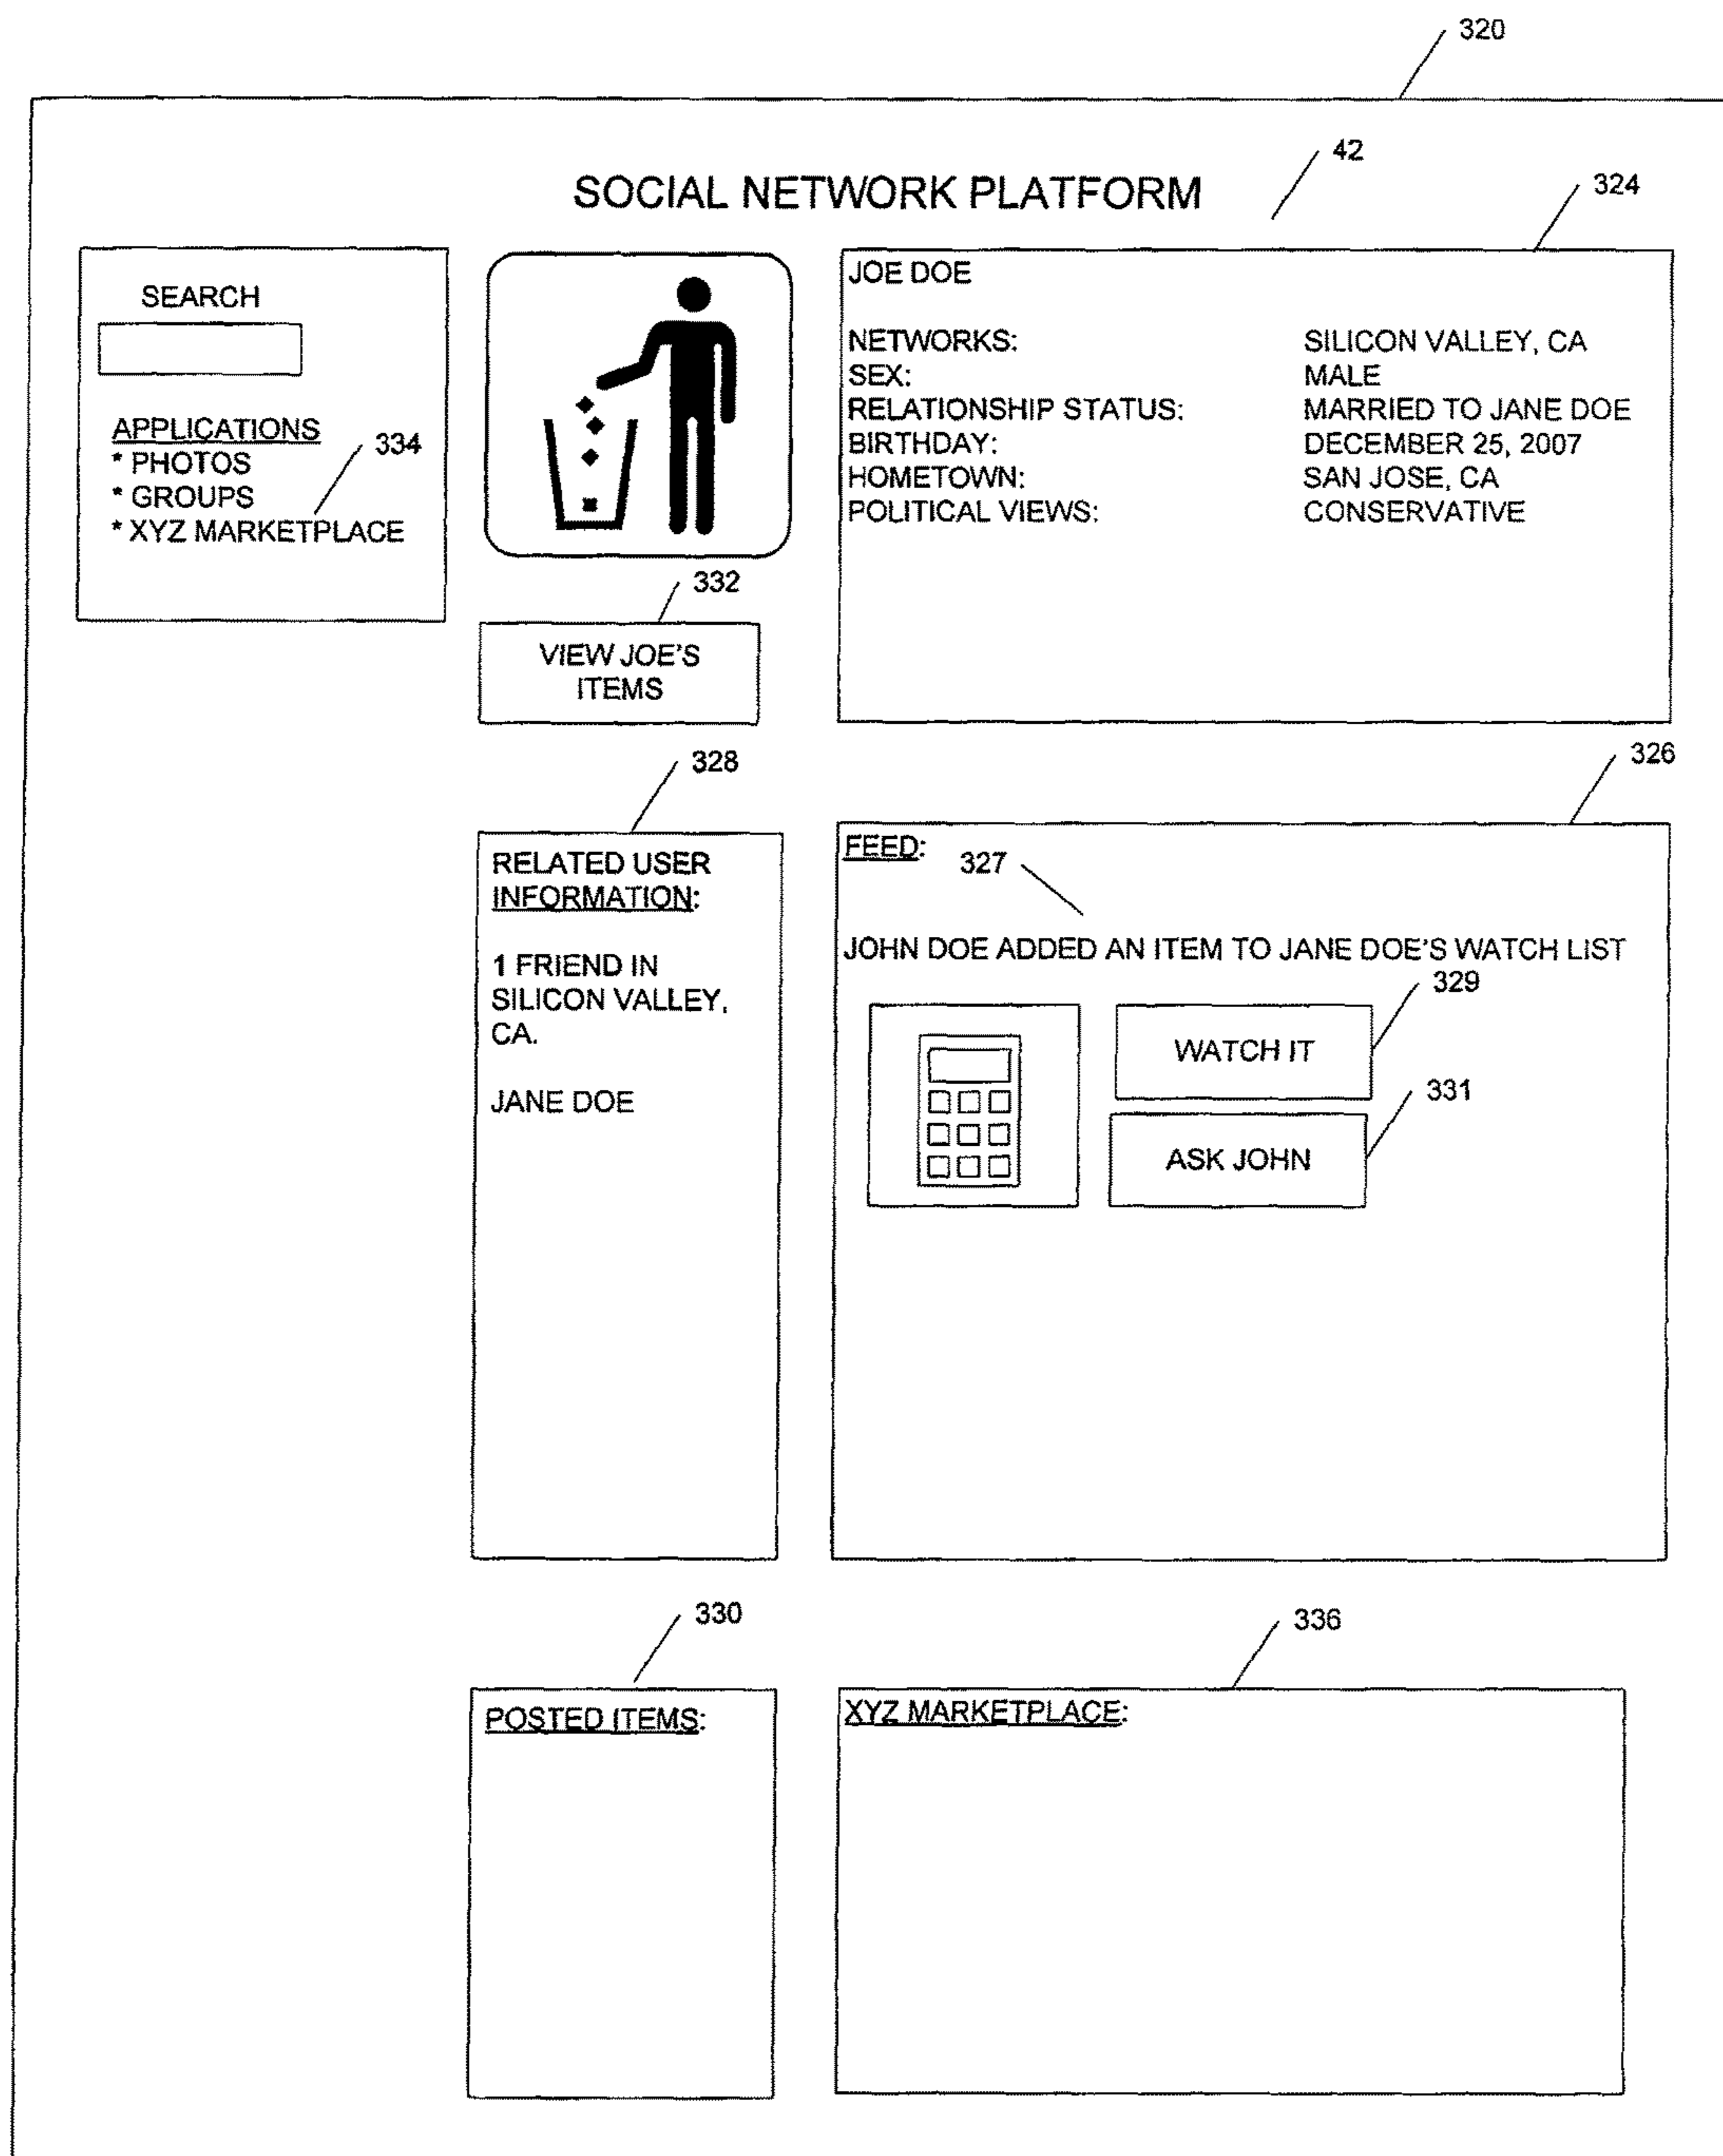 320
42
SOCIAL NETWORK PLATFORM
324
SEARCH
APPLICATIONS
* PHOTOS
* GROUPS
* XYZ MARKETPLACE
334
332
VIEW JOE'S
ITEMS
JOE DOE
NETWORKS: SILICON VALLEY, CA
SEX: MALE
RELATIONSHIP STATUS: MARRIED TO JANE DOE
BIRTHDAY: DECEMBER 25, 2007
HOMETOWN: SAN JOSE, CA
POLITICAL VIEWS: CONSERVATIVE
328
RELATED USER
INFORMATION:
1 FRIEND IN
SILICON VALLEY,
CA.
JANE DOE
326
FEED:
327
JOHN DOE ADDED AN ITEM TO JANE DOE'S WATCH LIST
329
WATCH IT
331
ASK JOHN
330
POSTED ITEMS:
336
XYZ MARKETPLACE: